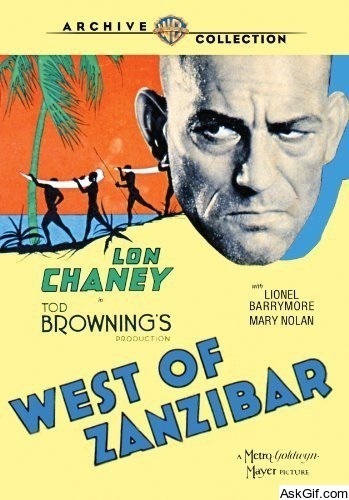 ARCHIVE WB COLLECTION
LON
CHANEY
in
TOD
BROWNING'S
PRODUCTION
with
LIONEL
BARRYMORE
MARY NOLAN
WEST OF
ZANZIBAR
A Metro-Goldwyn-
Mayer PICTURE
AskGif.com